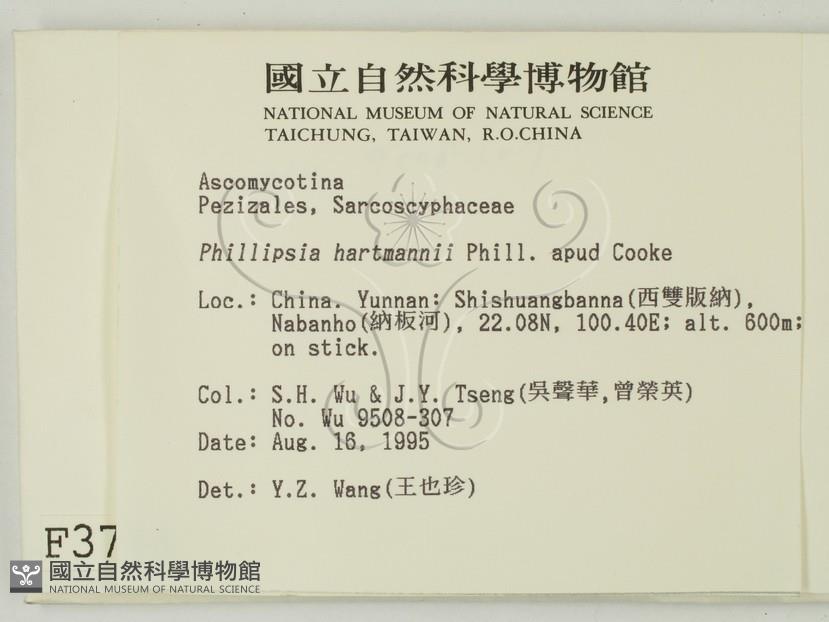 國立自然科學博物館
NATIONAL MUSEUM OF NATURAL SCIENCE
TAICHUNG, TAIWAN, R.O.CHINA
Ascomycotina
Pezizales, Sarcoscyphaceae
Phillipsia hartmannii Phill. apud Cooke
Loc.: China. Yunnan: Shishuangbanna(西雙版納),
Nabanho(納板河), 22.08N, 100.40E; alt. 600m;
on stick.
Col.: S.H. Wu & J.Y. Tseng(吳聲華,曾榮英)
No. Wu 9508-307
Date: Aug. 16, 1995
Det.: Y.Z. Wang(王也珍)
F37
國立自然科學博物館
NATIONAL MUSEUM OF NATURAL SCIENCE